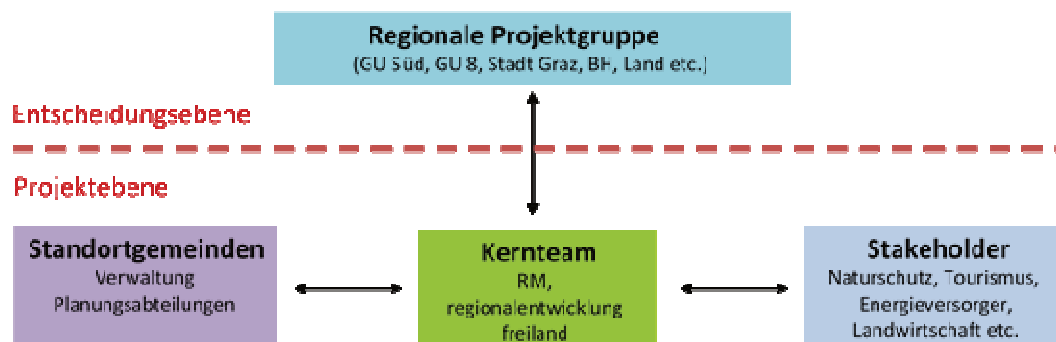 Regionale Projektgruppe
(GU Süd, GU 8, Stadt Graz, BH, Land etc.)
Entscheidungsebene
Projektebene
Standortgemeinden
Verwaltung
Planungsabteilungen
Kernteam
RM,
regionalentwicklung
freiland
Stakeholder
Naturschutz, Tourismus,
Energieversorger,
Landwirtschaft etc.